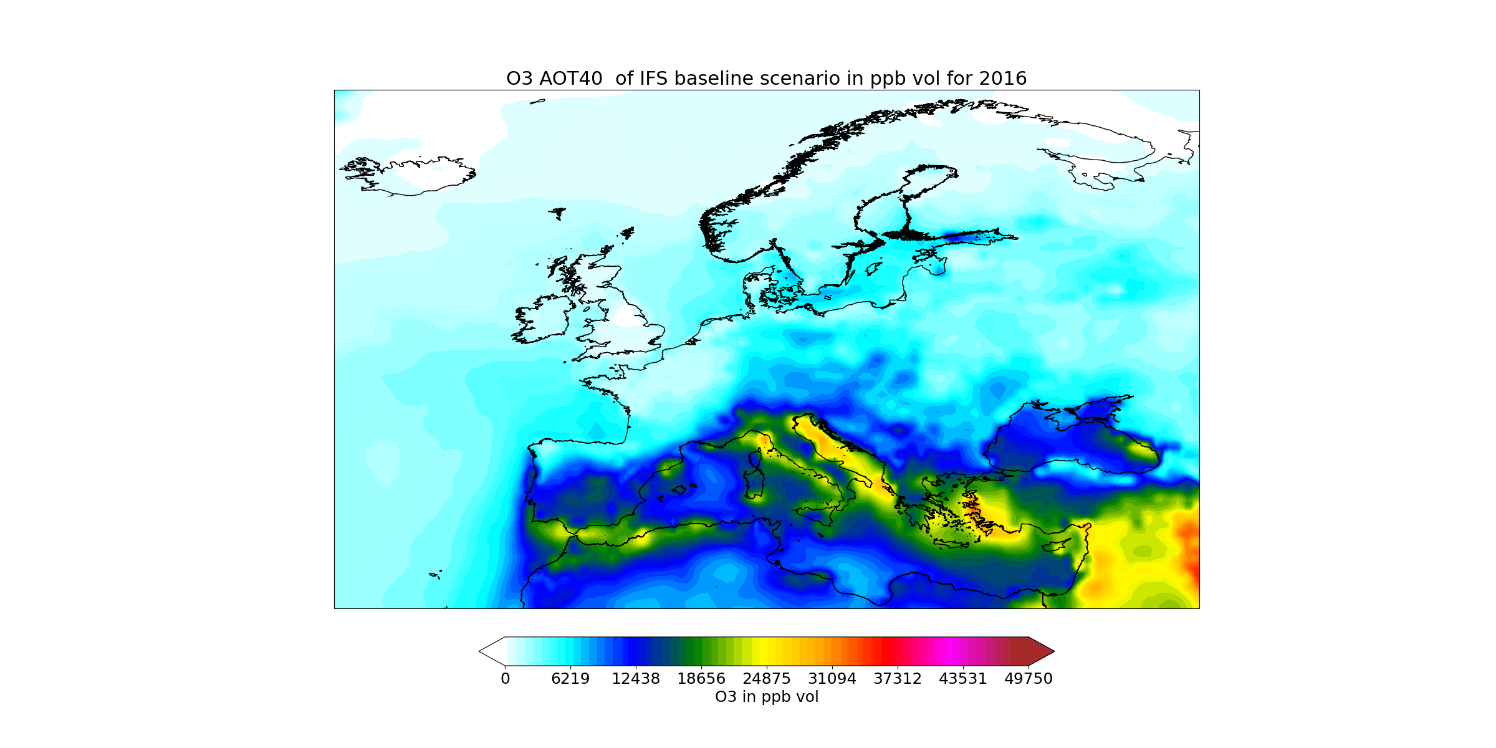 O3 AOT40  of IFS baseline scenario in ppb vol for 2016
0 6219 12438 18656 24875 31094 37312 43531 49750
O3 in ppb vol